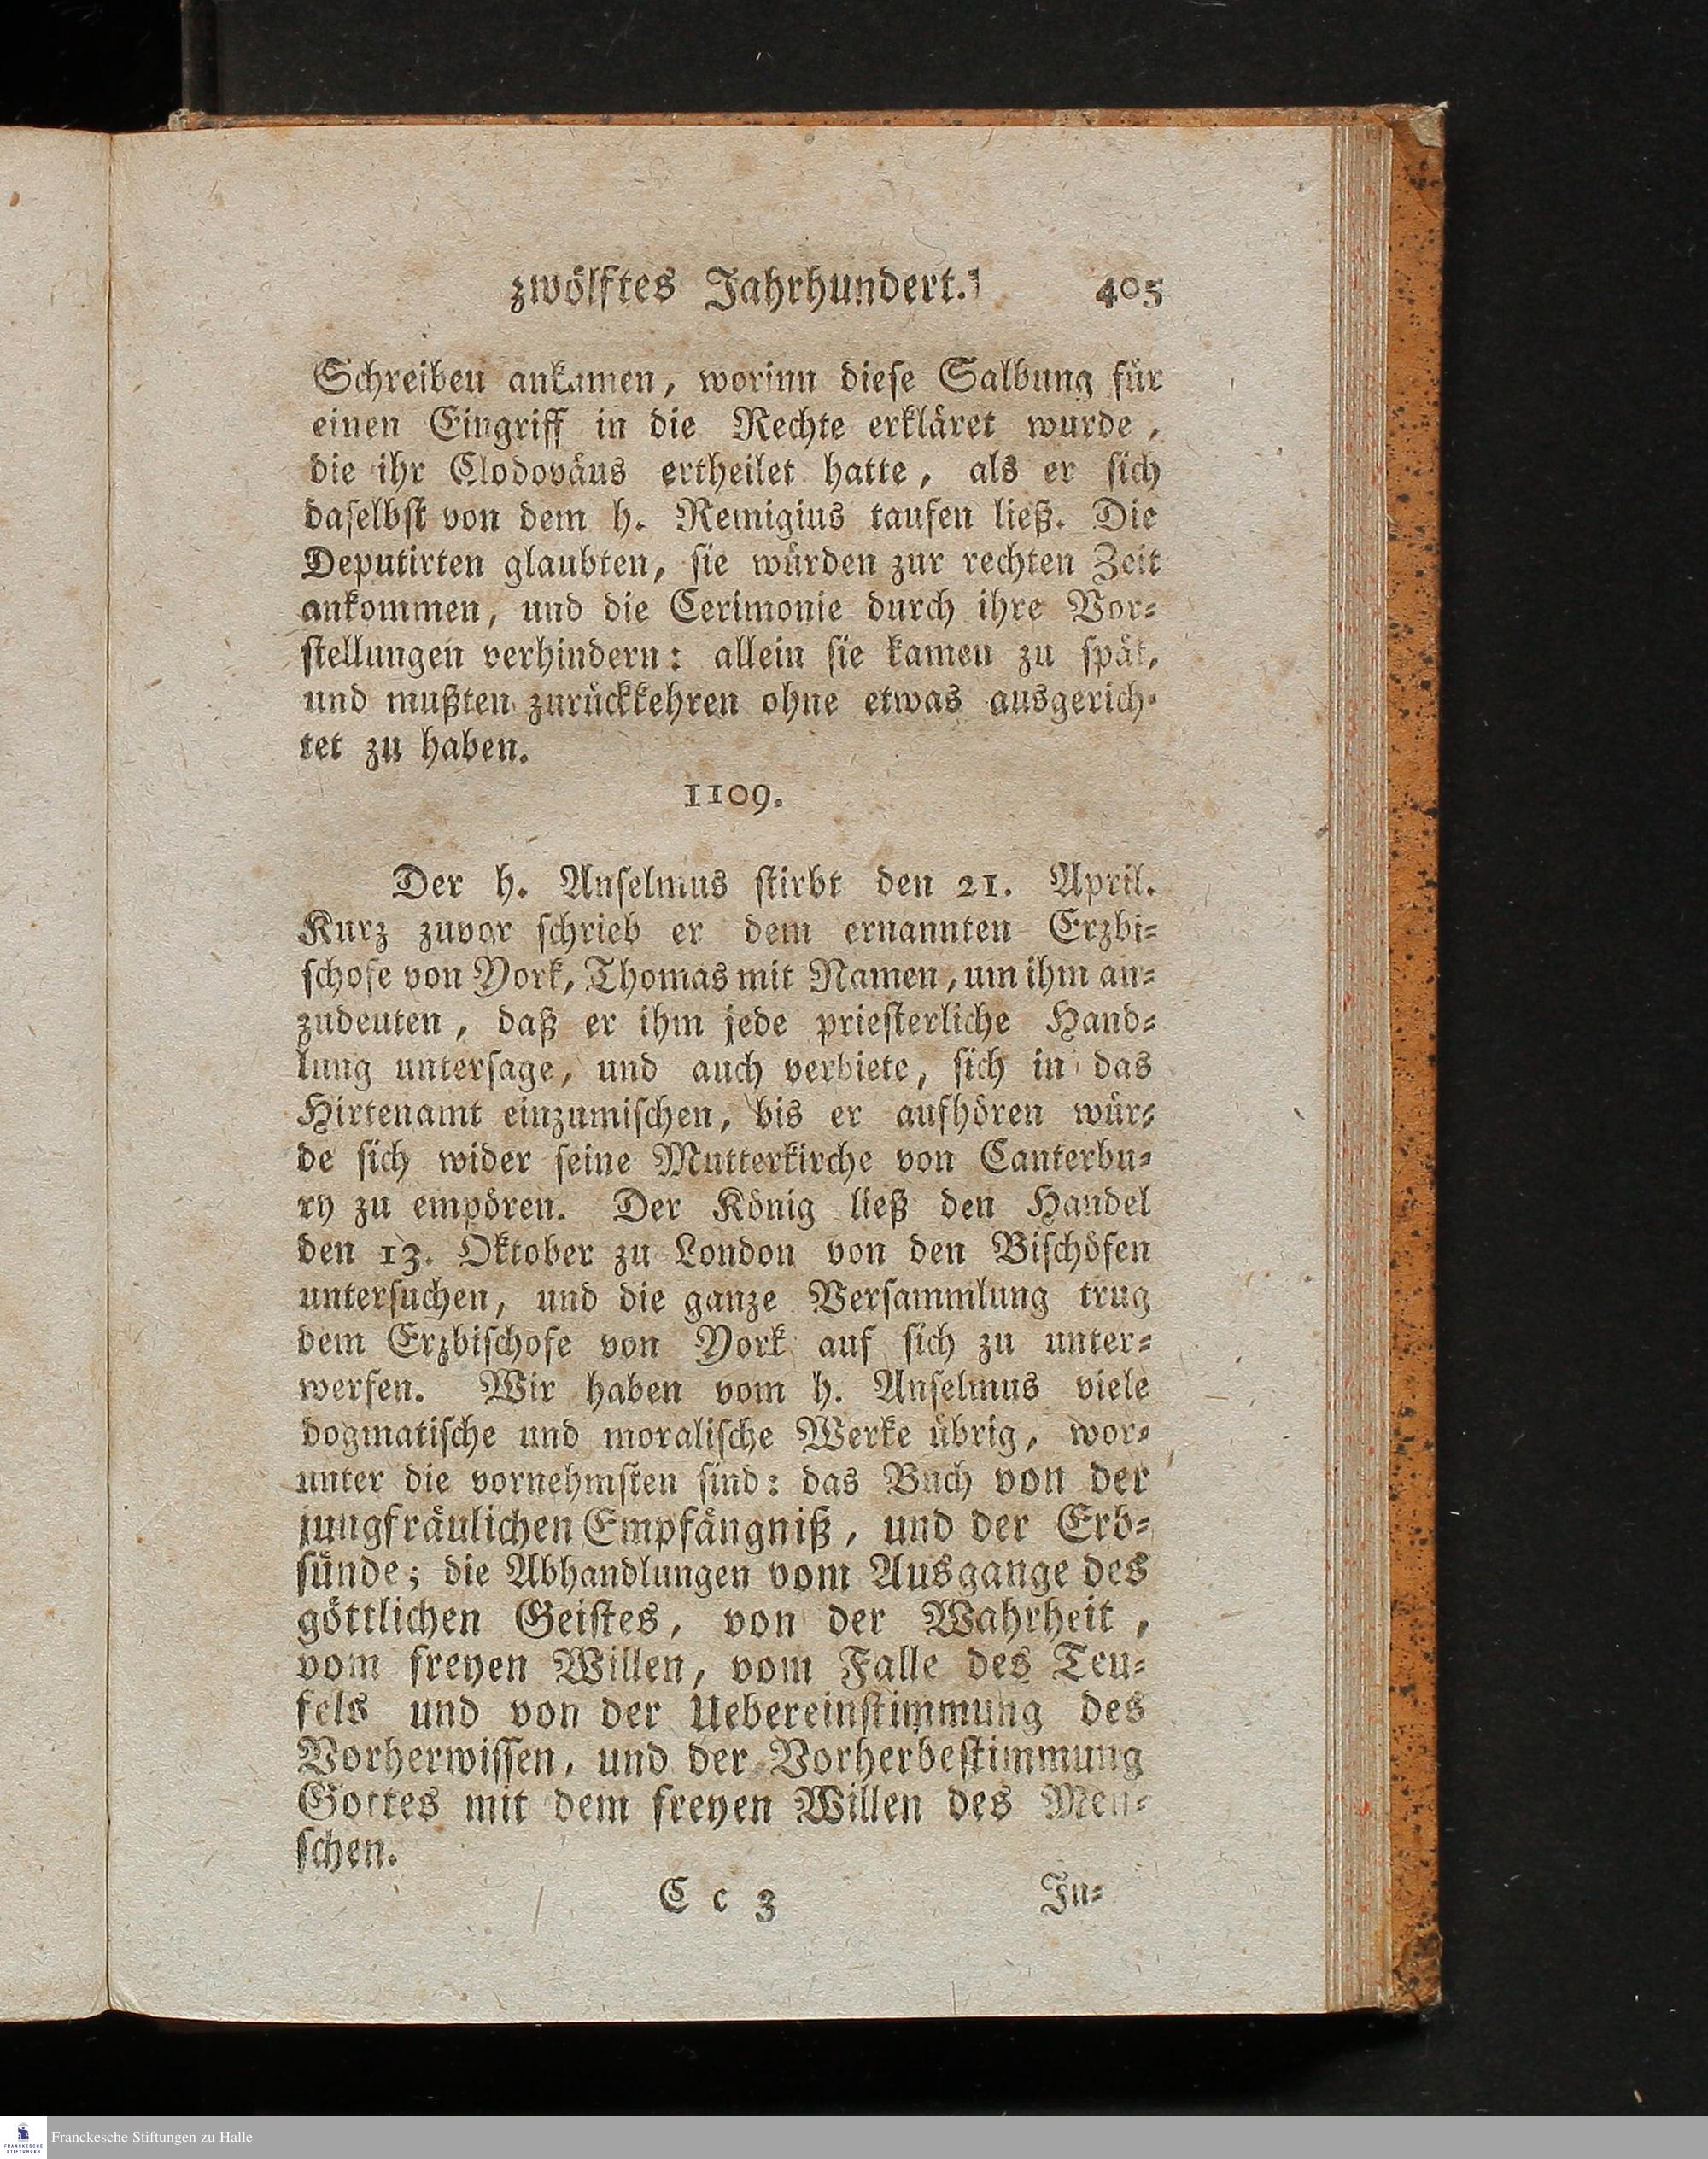 zwölftes Jahrhundert. 405
Schreiben ankamen, worinn diese Salbung für
einen Eingriff in die Rechte erkläret wurde,
die ihr Clodoväus ertheilet hatte, als er sich
daselbst von dem h. Remigius taufen ließ. Die
Deputirten glaubten, sie würden zur rechten Zeit
ankommen, und die Cerimonie durch ihre Vor-
stellungen verhindern: allein sie kamen zu spät,
und mußten zurückkehren ohne etwas ausgerich-
tet zu haben.
1109.
Der h. Anselmus stirbt den 21. April.
Kurz zuvor schrieb er dem ernannten Erzbi-
schofe von York, Thomas mit Namen, um ihm an-
zudeuten, daß er ihm jede priesterliche Hand-
lung untersage, und auch verbiete, sich in das
Hirtenamt einzumischen, bis er aufhören wür-
de sich wider seine Mutterkirche von Canterbu-
ry zu empören. Der König ließ den Handel
den 13. Oktober zu London von den Bischöfen
untersuchen, und die ganze Versammlung trug
dem Erzbischofe von York auf sich zu unter-
werfen. Wir haben vom h. Anselmus viele
dogmatische und moralische Werke übrig, wor-
unter die vornehmsten sind: das Buch von der
jungfräulichen Empfängniß, und der Erb-
sünde; die Abhandlungen vom Ausgange des
göttlichen Geistes, von der Wahrheit,
vom freyen Willen, vom Falle des Teu-
fels und von der Uebereinstimmung des
Vorherwissen, und der Vorherbestimmung
Gottes mit dem freyen Willen des Men-
schen.
C c 3 In-
FRANCKESCHE
STIFTUNGEN
Franckesche Stiftungen zu Halle